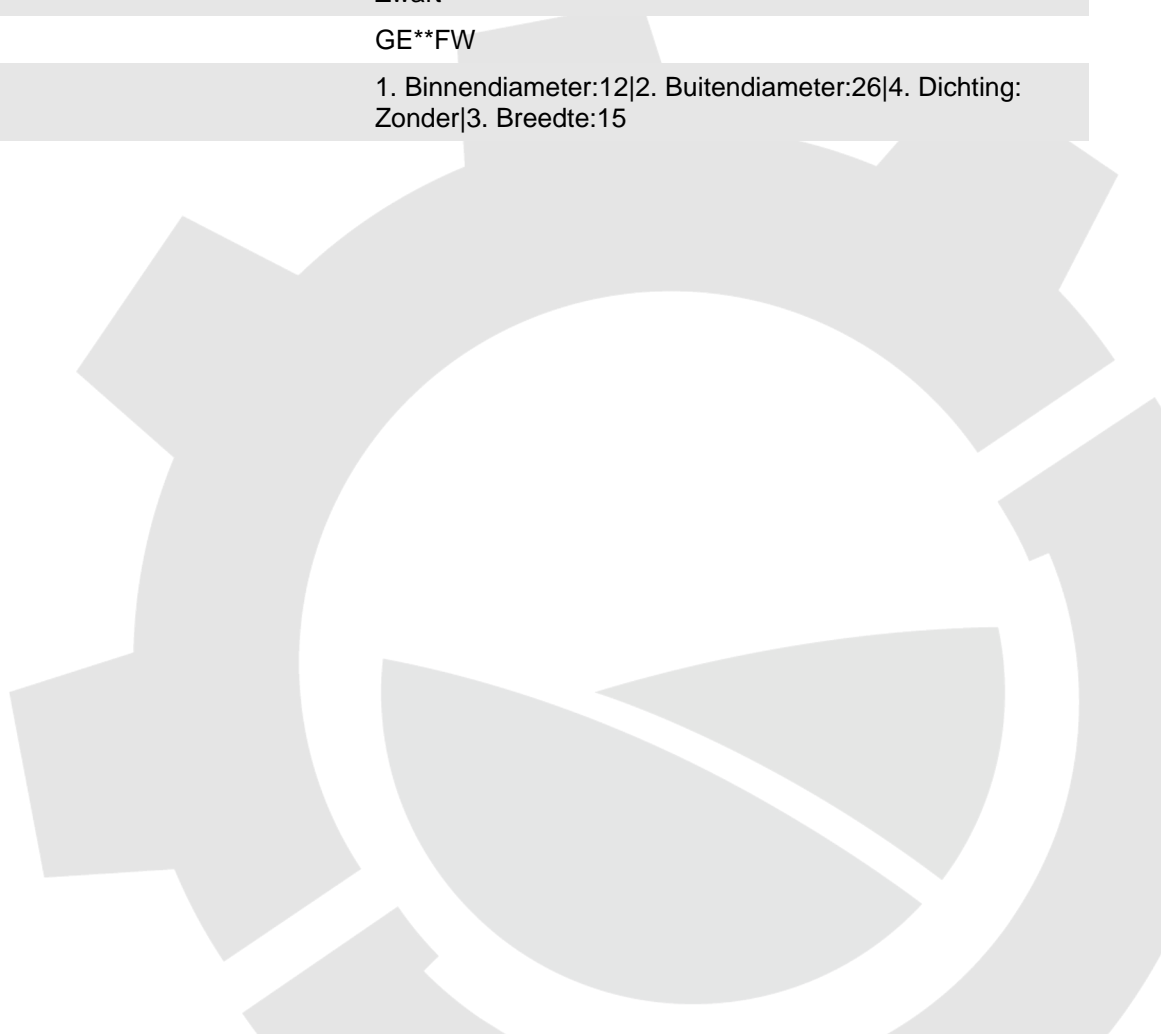 GE**FW
1. Binnendiameter:12|2. Buitendiameter:26|4. Dichting:
Zonder|3. Breedte:15